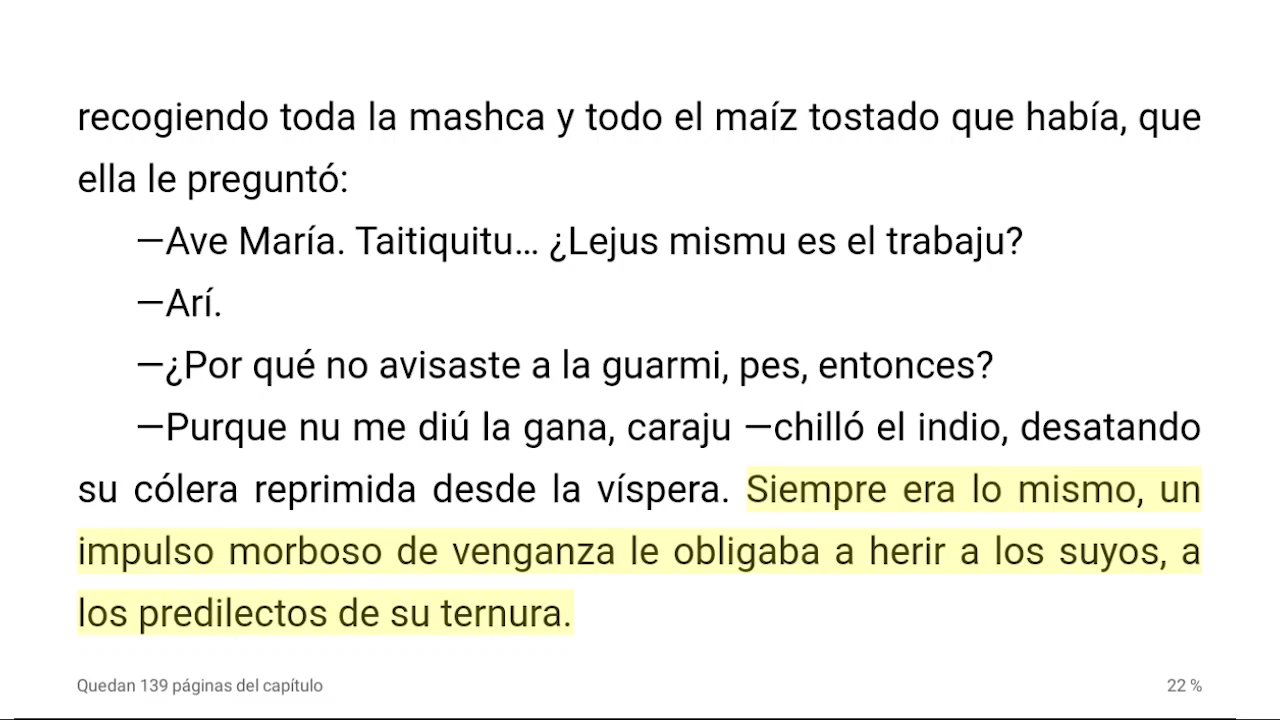 recogiendo toda la mashca y todo el maíz tostado que había, que
ella le preguntó:
—Ave María. Taitiquitu... ¿Lejus mismu es el trabaju?
—Arí.
—¿Por qué no avisaste a la guarmi, pes, entonces?
—Purque nu me diú la gana, caraju —chilló el indio, desatando
su cólera reprimida desde la víspera. Siempre era lo mismo, un
impulso morboso de venganza le obligaba a herir a los suyos, a
los predilectos de su ternura.
Quedan 139 páginas del capítulo
22 %